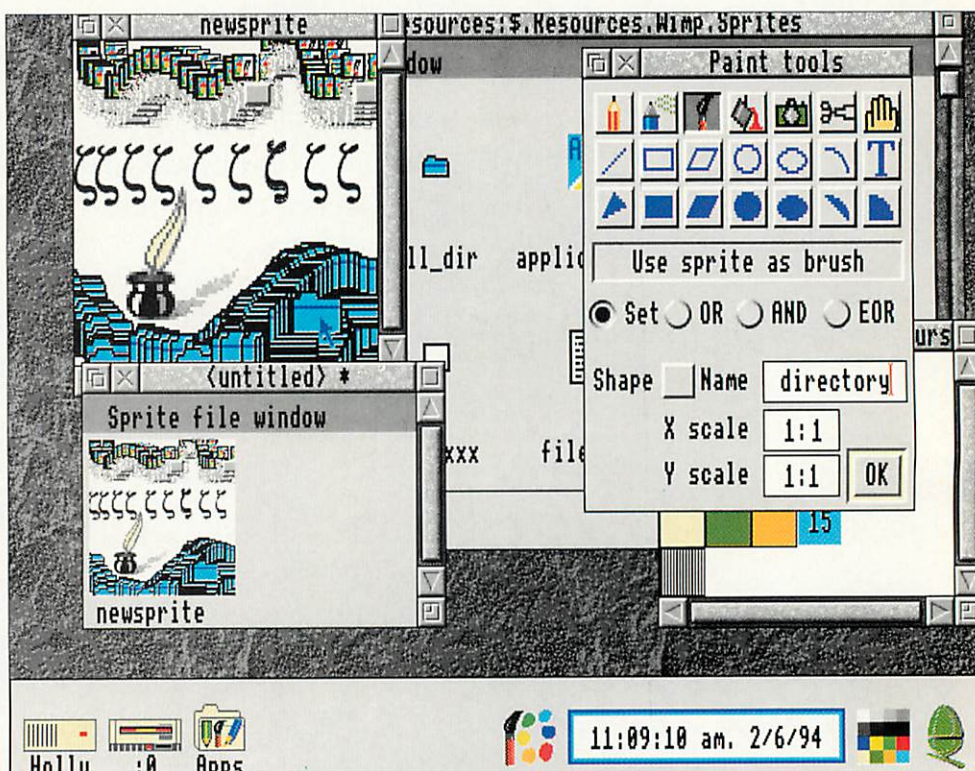 newsprite
sources:$.Resources.Wimp.Sprites
dow
Paint tools
T
ll_dir
applic
Use sprite as brush
Set OR AND EOR
urs
Shape Name directory
X scale 1:1
Y scale 1:1 OK
xxx
file
15
<untitled> *
Sprite file window
newsprite
Holly :0 Apps
11:09:10 am. 2/6/94